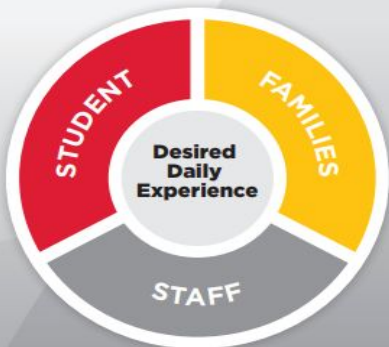 STUDENT
FAMILIES
Desired
Daily
Experience
STAFF